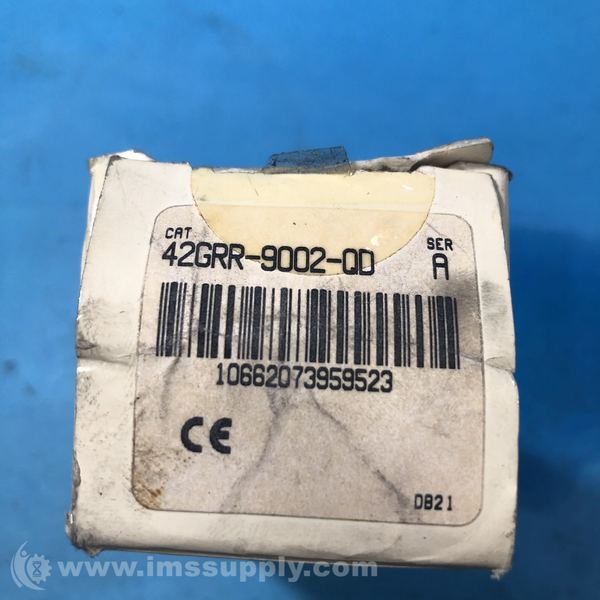 CAT
42GRR-9002-QD
SER
A
10662073959523
CE
DB21
www.imssupply.com